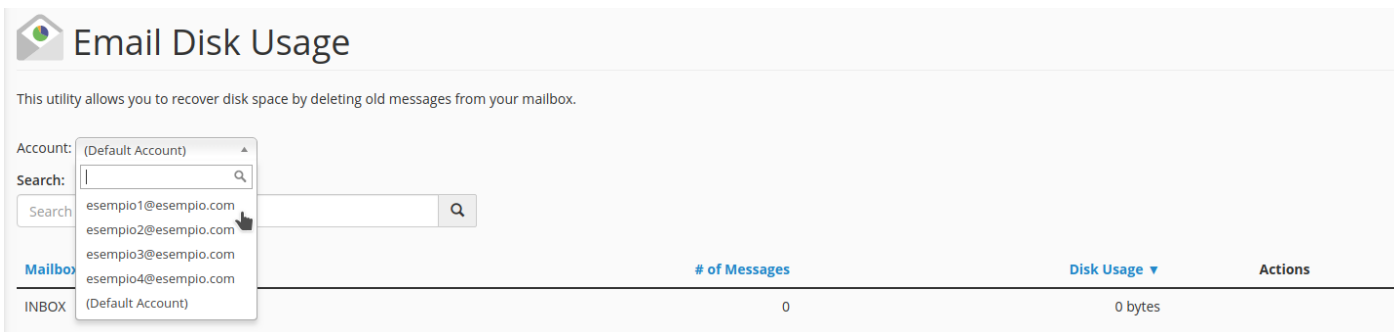 Email Disk Usage
This utility allows you to recover disk space by deleting old messages from your mailbox.
Account: (Default Account)
Search:
Search
esempio1@esempio.com
esempio2@esempio.com
esempio3@esempio.com
esempio4@esempio.com
(Default Account)
Mailbox # of Messages Disk Usage ▼ Actions
INBOX 0 0 bytes